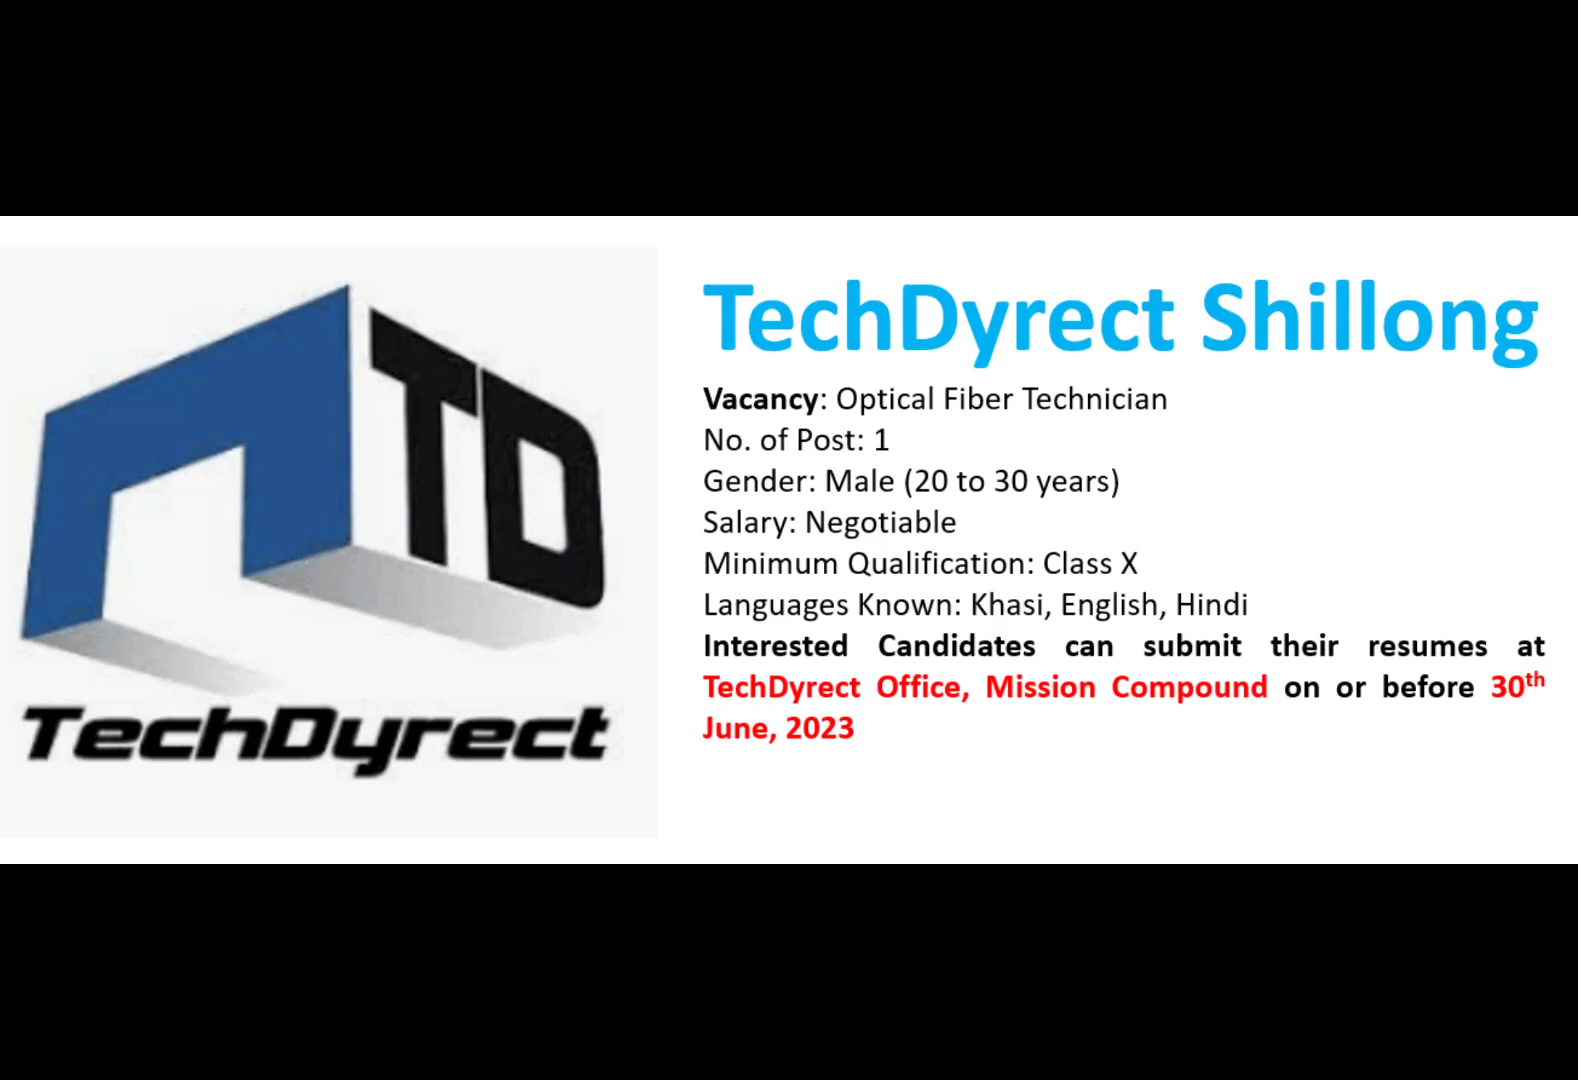 TD
TechDyrect
TechDyrect Shillong
Vacancy: Optical Fiber Technician
No. of Post: 1
Gender: Male (20 to 30 years)
Salary: Negotiable
Minimum Qualification: Class X
Languages Known: Khasi, English, Hindi
Interested Candidates can submit their resumes at
TechDyrect Office, Mission Compound on or before 30th
June, 2023